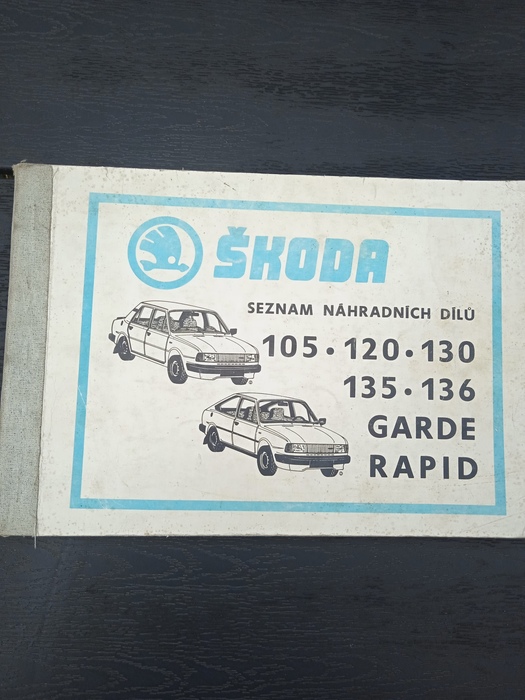 ŠKODA
SEZNAM NÁHRADNÍCH DÍLŮ
105 • 120 • 130
135 • 136
GARDE
RAPID